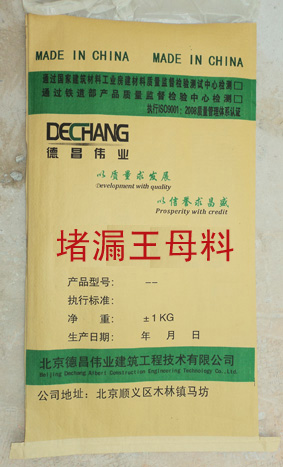 MADE IN CHINA MADE IN CHINA
通过国家建筑材料工业房建材料质量监督检验测试中心检测
通过铁道部产品质量监督检验中心检测
执行ISO9001：2008质量管理体系认证
DECHANG
德昌伟业
以质量求发展
Development with quality
以信誉求昌盛
Prosperity with credit
堵漏王母料
产品型号： --
执行标准：
净 重： ±1KG
生产日期： 年 月 日
北京德昌伟业建筑工程技术有限公司
Beijing Dechang Weiye Construction Engineering Technology Co.,Ltd.
公司地址：北京顺义区木林镇马坊